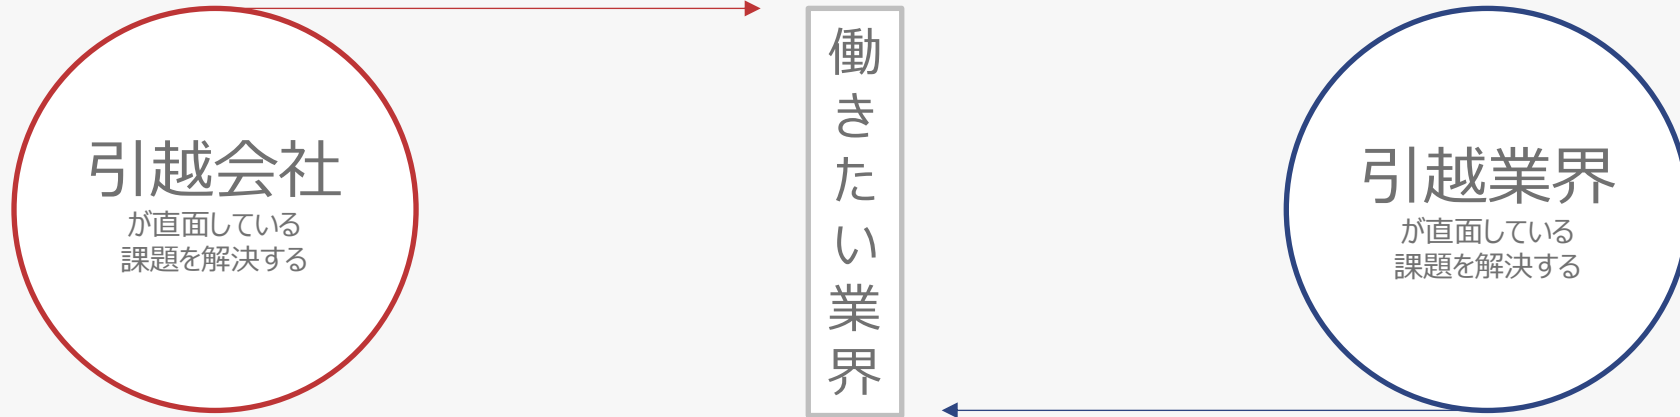 引越会社
が直面している
課題を解決する
働きたい業界
引越業界
が直面している
課題を解決する